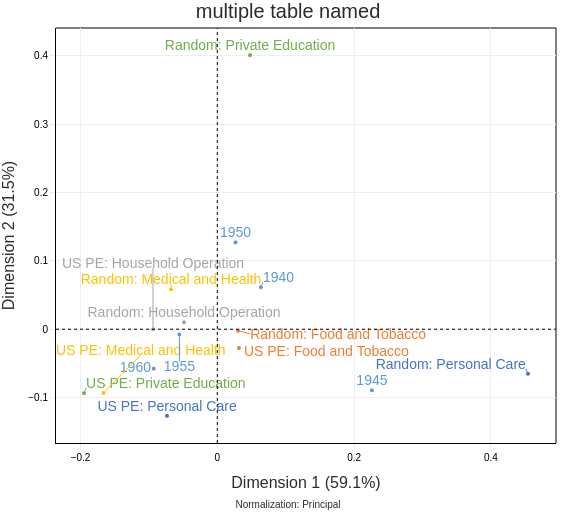 multiple table named
Random: Private Education
0.4
0.3
0.2
1950
US PE: Household Operation
0.1
Random: Medical and Health
1940
Random: Household Operation
0
Random: Food and Tobacco
US PE: Medical and Health
US PE: Food and Tobacco
1960
1955
Random: Personal Care
US PE: Private Education
1945
−0.1
US PE: Personal Care
−0.2
0
0.2
0.4
Dimension 2 (31.5%)
Dimension 1 (59.1%)
Normalization: Principal